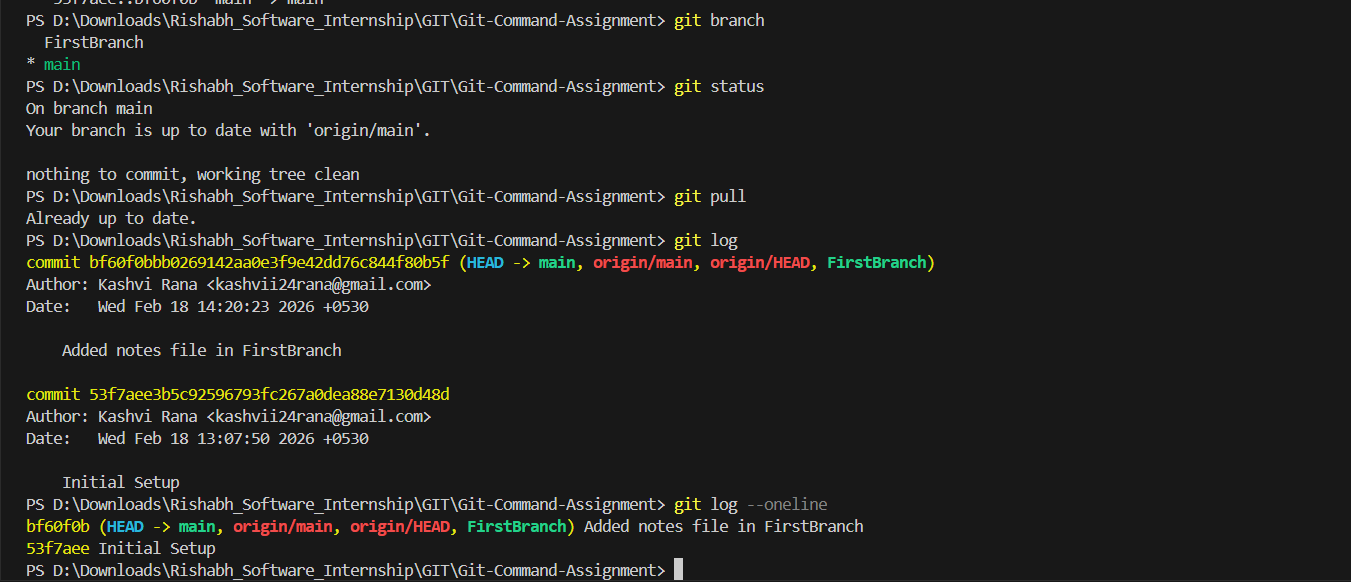 53f7aee..bf60f0b  main -> main
PS D:\Downloads\Rishabh_Software_Internship\GIT\Git-Command-Assignment> git branch
  FirstBranch
* main
PS D:\Downloads\Rishabh_Software_Internship\GIT\Git-Command-Assignment> git status
On branch main
Your branch is up to date with 'origin/main'.

nothing to commit, working tree clean
PS D:\Downloads\Rishabh_Software_Internship\GIT\Git-Command-Assignment> git pull
Already up to date.
PS D:\Downloads\Rishabh_Software_Internship\GIT\Git-Command-Assignment> git log
commit bf60f0bbb0269142aa0e3f9e42dd76c844f80b5f (HEAD -> main, origin/main, origin/HEAD, FirstBranch)
Author: Kashvi Rana <kashvii24rana@gmail.com>
Date:   Wed Feb 18 14:20:23 2026 +0530

    Added notes file in FirstBranch

commit 53f7aee3b5c92596793fc267a0dea88e7130d48d
Author: Kashvi Rana <kashvii24rana@gmail.com>
Date:   Wed Feb 18 13:07:50 2026 +0530

    Initial Setup
PS D:\Downloads\Rishabh_Software_Internship\GIT\Git-Command-Assignment> git log --oneline
bf60f0b (HEAD -> main, origin/main, origin/HEAD, FirstBranch) Added notes file in FirstBranch
53f7aee Initial Setup
PS D:\Downloads\Rishabh_Software_Internship\GIT\Git-Command-Assignment>